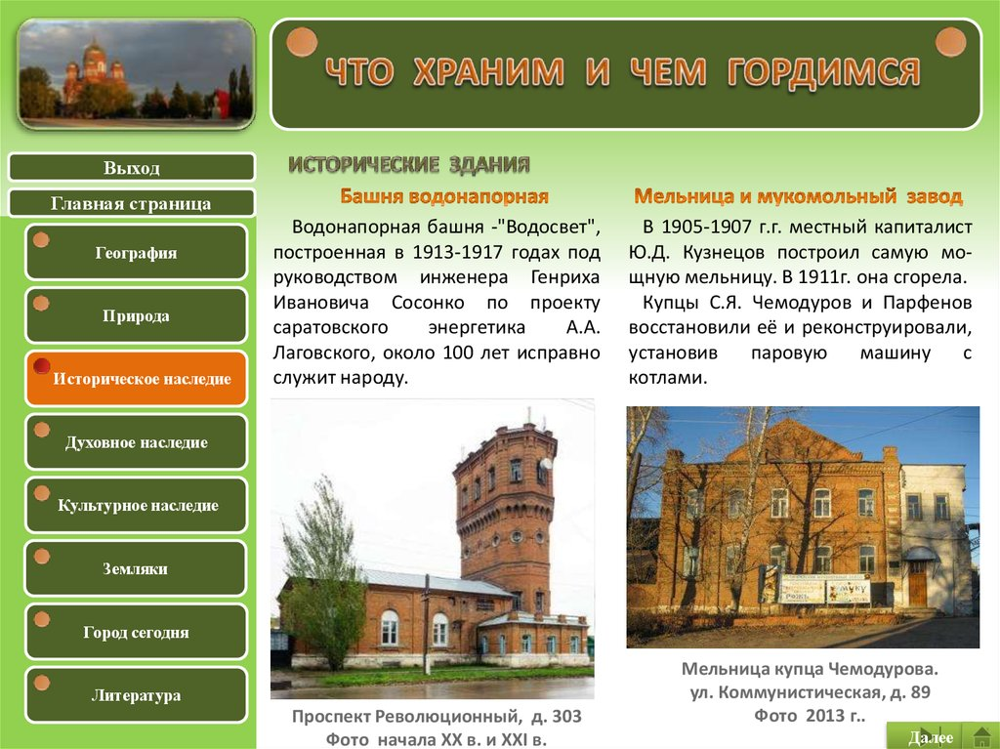 ЧТО ХРАНИМ И ЧЕМ ГОРДИМСЯ
Выход
Главная страница
География
Природа
Историческое наследие
Духовное наследие
Культурное наследие
Земляки
Город сегодня
Литература
ИСТОРИЧЕСКИЕ ЗДАНИЯ
Башня водонапорная
Водонапорная башня -"Водосвет",
построенная в 1913-1917 годах под
руководством инженера Генриха
Ивановича Сосонко по проекту
саратовского энергетика А.А.
Лаговского, около 100 лет исправно
служит народу.
Проспект Революционный, д. 303
Фото начала XX в. и XXI в.
Мельница и мукомольный завод
В 1905-1907 г.г. местный капиталист
Ю.Д. Кузнецов построил самую мо-
щную мельницу. В 1911г. она сгорела.
Купцы С.Я. Чемодуров и Парфенов
восстановили её и реконструировали,
установив паровую машину с
котлами.
Мельница купца Чемодурова.
ул. Коммунистическая, д. 89
Фото 2013 г..
Далее